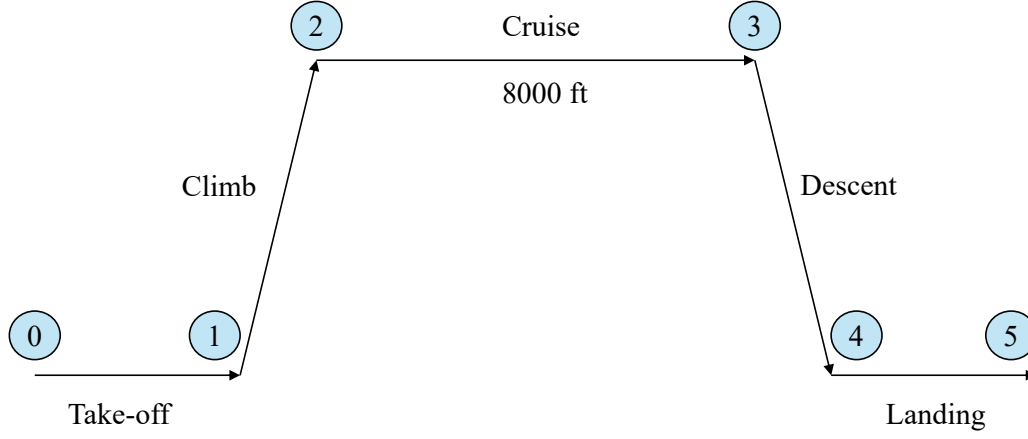 2
Cruise
3
8000 ft
Climb
Descent
0
1
4
5
Take-off
Landing